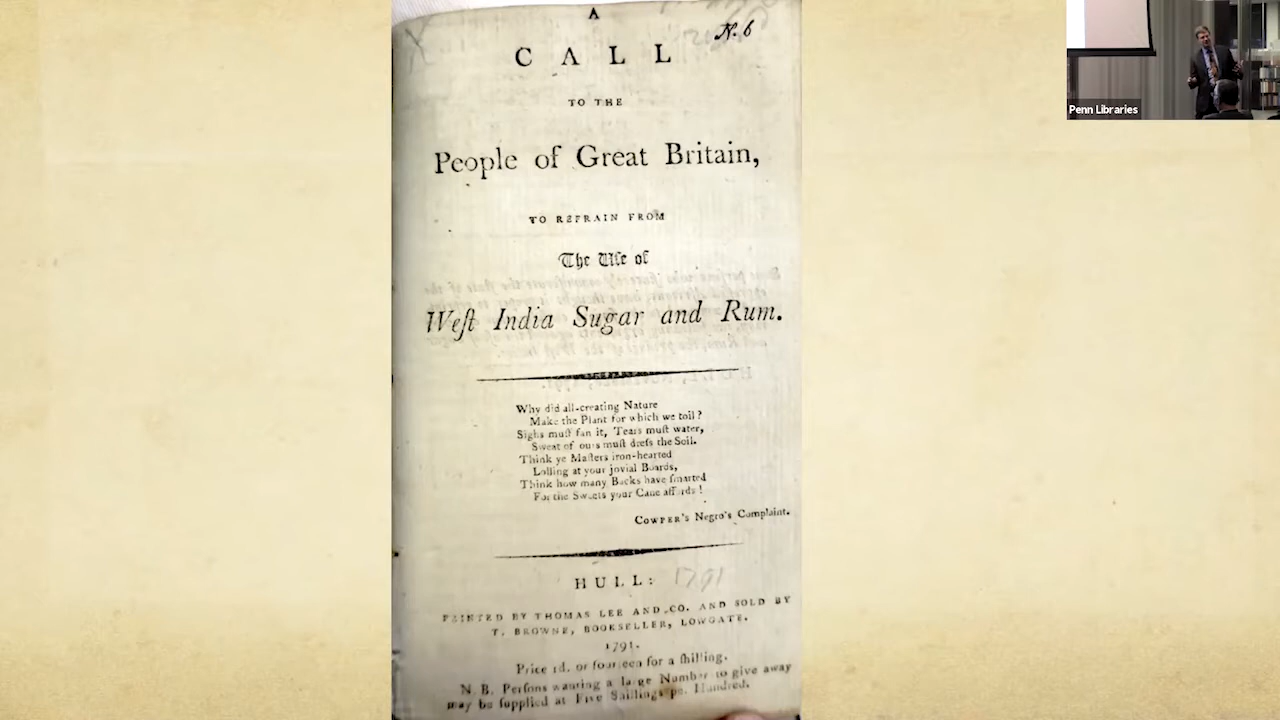 A
N. 6
CALL
TO THE
People of Great Britain,
TO REFRAIN FROM
The Uſe of
Weſt India Sugar and Rum.
Why did all-creating Nature
Make the Plant for which we toil?
Sighs muſt fan it, Tears muſt water,
Sweat of ours muſt dreſs the Soil.
Think ye Maſters iron-hearted
Lolling at your jovial Boards,
Think how many Backs have ſmarted
For the Sweets your Cane affords!
COWPER'S Negro's Complaint.
HULL: 1791
PRINTED BY THOMAS LEE AND CO. AND SOLD BY
T. BROWNE, BOOKSELLER, LOWGATE.
1791.
Price 1d. or fourteen for a ſhilling.
N. B. Perſons wanting a large Number to give away
may be ſupplied at Five Shillings per Hundred.
Penn Libraries